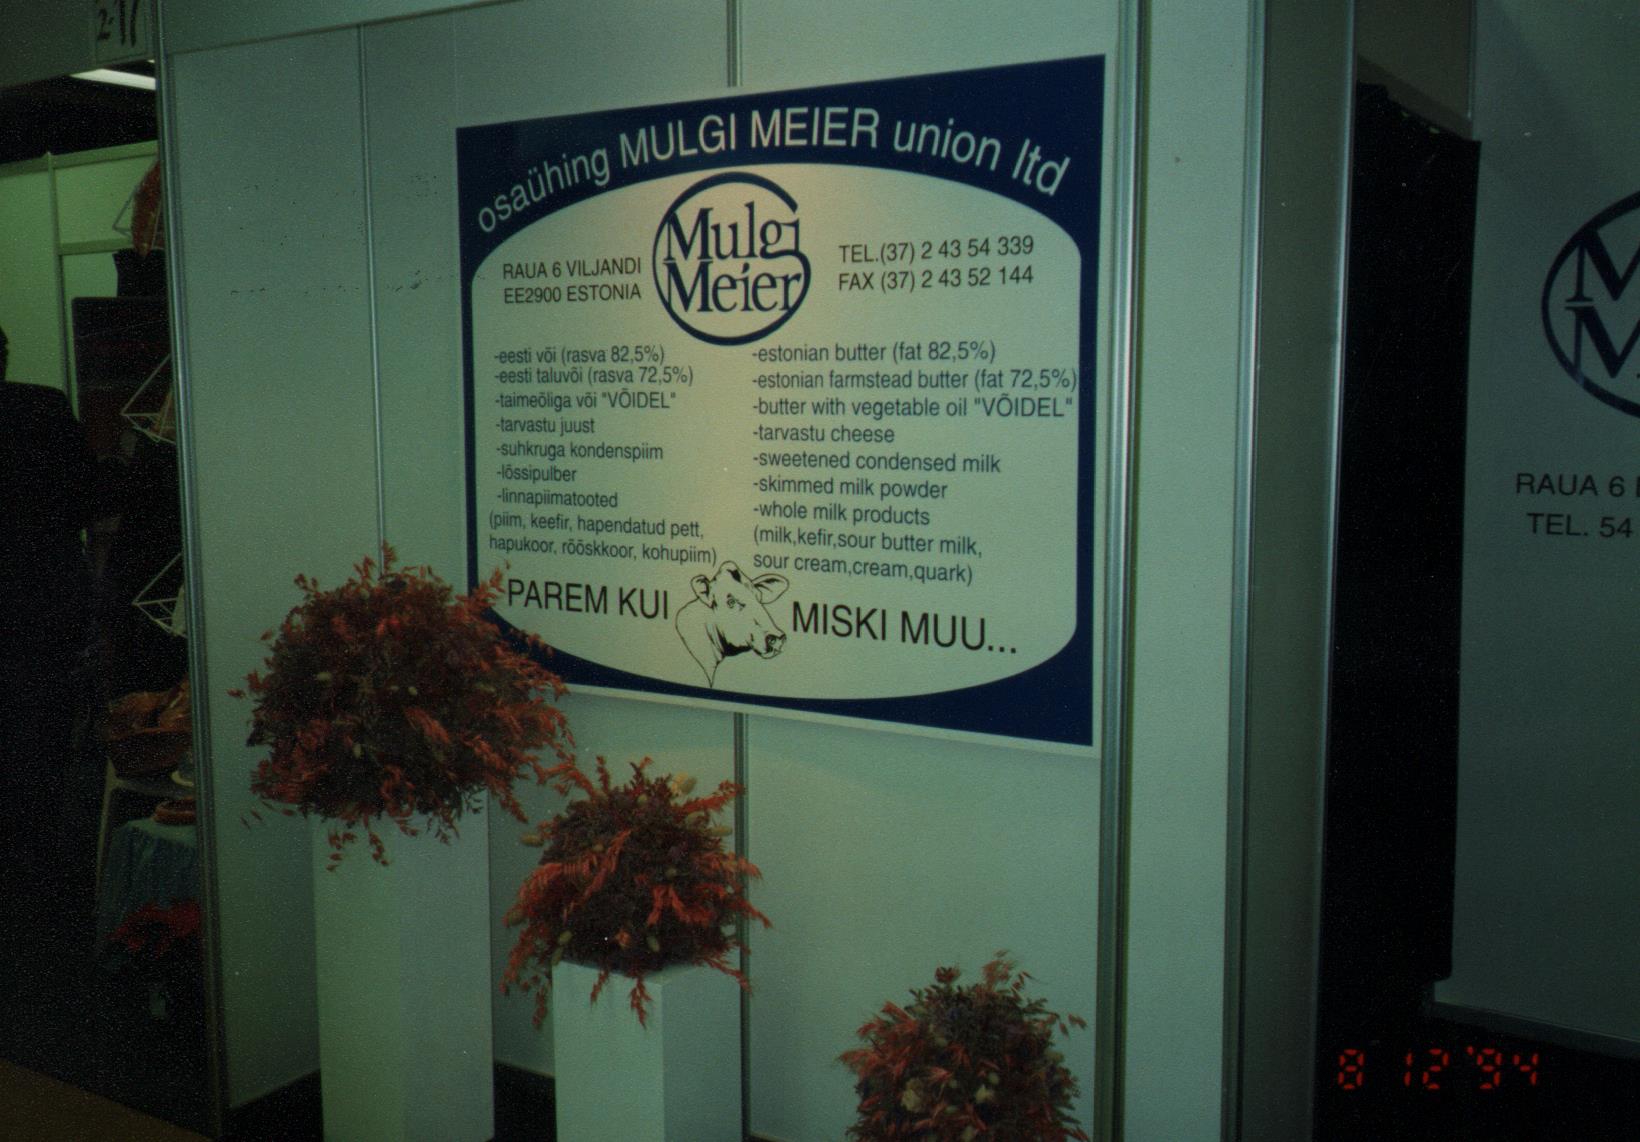 2-17
osaühing MULGI MEIER union ltd
Mulgi
Meier
RAUA 6 VILJANDI
EE2900 ESTONIA
TEL.(37) 2 43 54 339
FAX (37) 2 43 52 144
-eesti või (rasva 82,5%)
-eesti taluvõi (rasva 72,5%)
-taimeõliga või "VÕIDEL"
-tarvastu juust
-suhkruga kondenspiim
-lõssipulber
-linnapiimatooted
(piim, keefir, hapendatud pett,
hapukoor, rõõskkoor, kohupiim)
-estonian butter (fat 82,5%)
-estonian farmstead butter (fat 72,5%)
-butter with vegetable oil "VÕIDEL"
-tarvastu cheese
-sweetened condensed milk
-skimmed milk powder
-whole milk products
(milk,kefir,sour butter milk,
sour cream,cream,quark)
PAREM KUI MISKI MUU...
M
M
RAUA 6
TEL. 54
8 12 '94